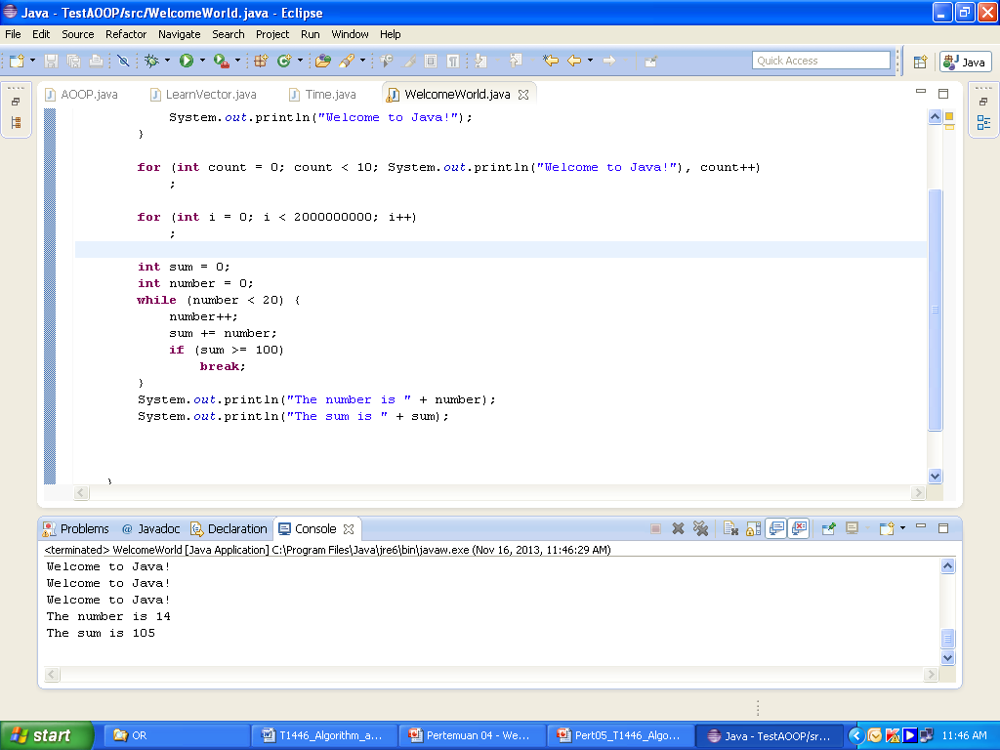 Java - TestAOOP/src/WelcomeWorld.java - Eclipse
File Edit Source Refactor Navigate Search Project Run Window Help
Quick Access
Java
AOOP.java LearnVector.java Time.java WelcomeWorld.java
System.out.println("Welcome to Java!");
}
for (int count = 0; count < 10; System.out.println("Welcome to Java!"), count++)
;
for (int i = 0; i < 2000000000; i++)
;
int sum = 0;
int number = 0;
while (number < 20) {
number++;
sum += number;
if (sum >= 100)
break;
}
System.out.println("The number is " + number);
System.out.println("The sum is " + sum);
}
Problems @ Javadoc Declaration Console
<terminated> WelcomeWorld [Java Application] C:\Program Files\Java\jre6\bin\javaw.exe (Nov 16, 2013, 11:46:29 AM)
Welcome to Java!
Welcome to Java!
Welcome to Java!
The number is 14
The sum is 105
start OR T1446_Algorithm_a... Pertemuan 04 - We... Pert05_T1446_Algo... Java - TestAOOP/sr... 11:46 AM